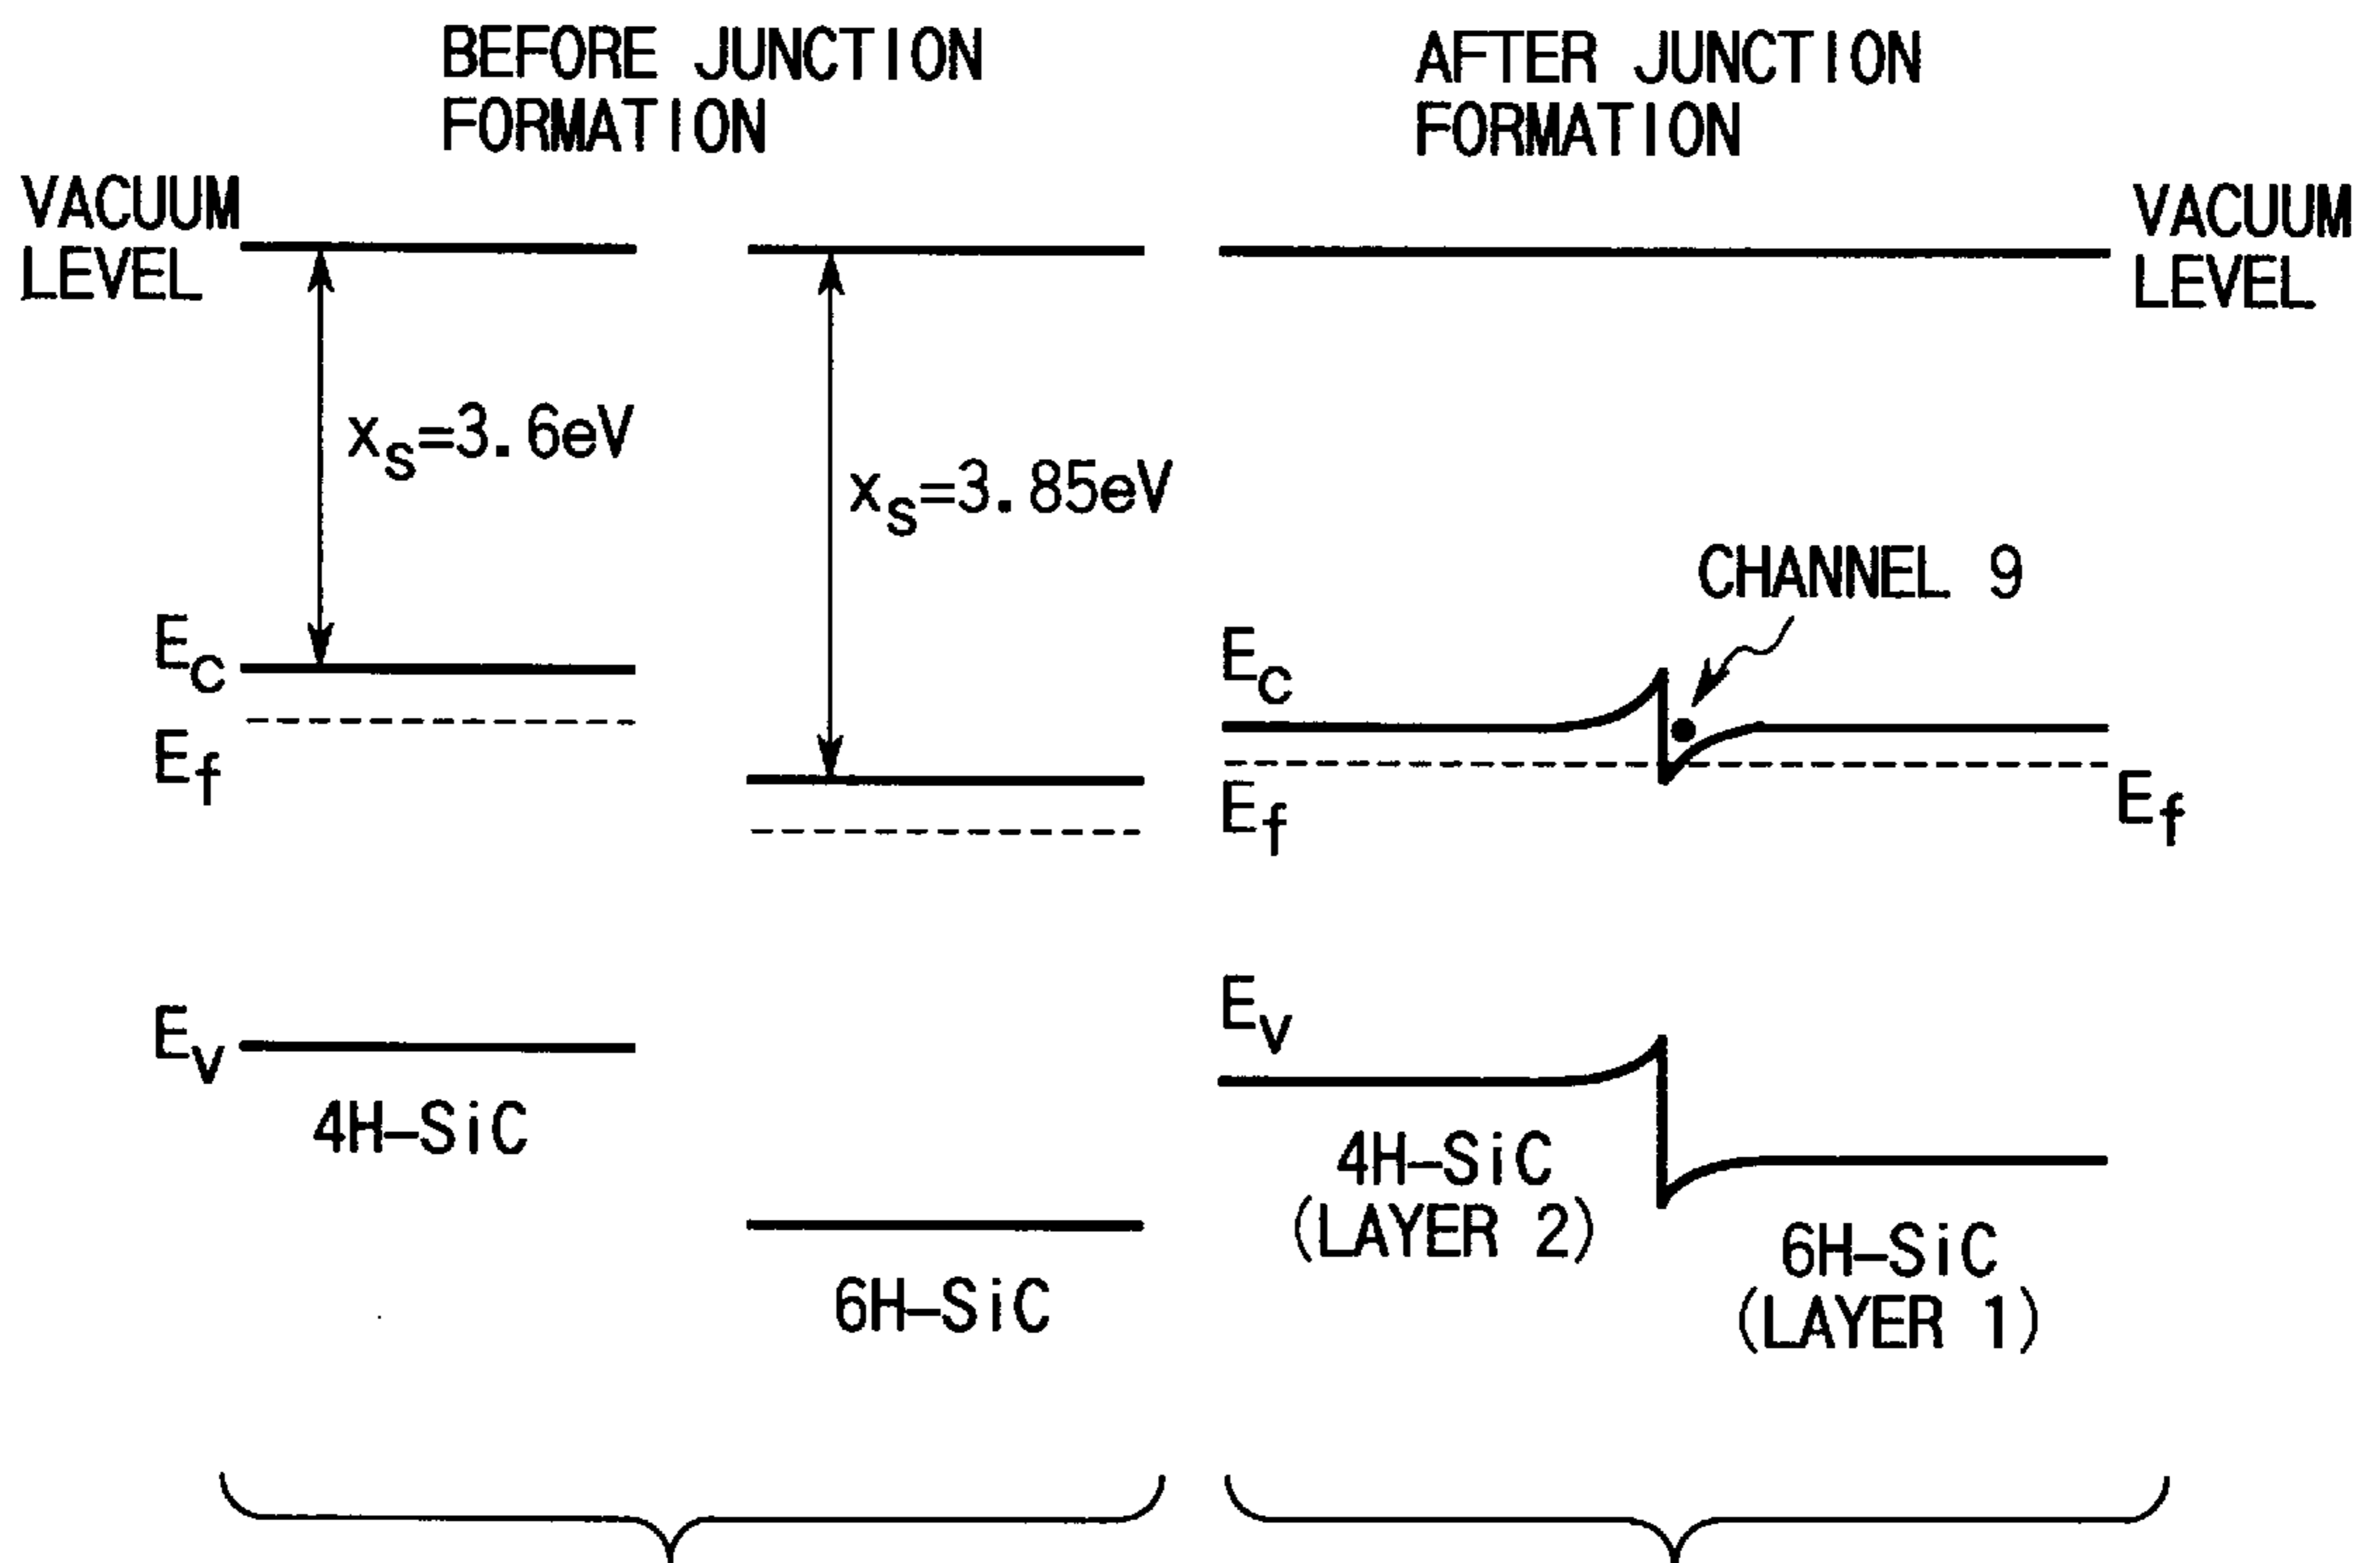 BEFORE JUNCTION
FORMATION
AFTER JUNCTION
FORMATION
VACUUM
LEVEL
VACUUM
LEVEL
xs=3.6eV
xs=3.85eV
CHANNEL 9
Ec
Ef
Ec
Ef
Ef
Ev
4H-SiC
6H-SiC
Ev
4H-SiC
(LAYER 2)
6H-SiC
(LAYER 1)